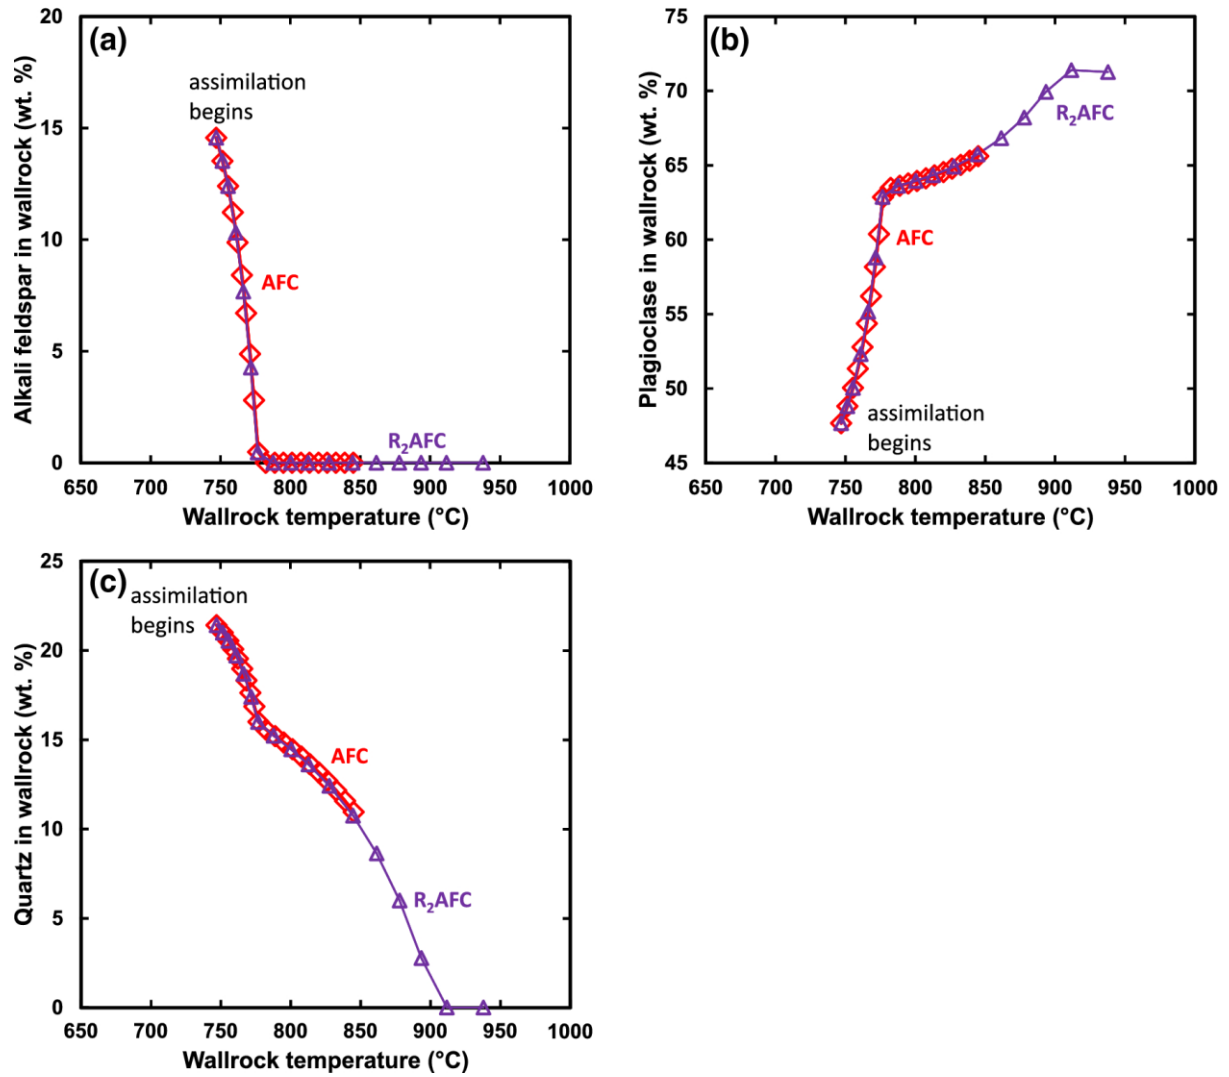 (a)
20
15
10
5
0
650 700 750 800 850 900 950 1000
Alkali feldspar in wallrock (wt. %)
Wallrock temperature (°C)
assimilation
begins
AFC
R₂AFC
(b)
75
70
65
60
55
50
45
650 700 750 800 850 900 950 1000
Plagioclase in wallrock (wt. %)
Wallrock temperature (°C)
R₂AFC
AFC
assimilation
begins
(c)
25
20
15
10
5
0
650 700 750 800 850 900 950 1000
Quartz in wallrock (wt. %)
Wallrock temperature (°C)
assimilation
begins
AFC
R₂AFC